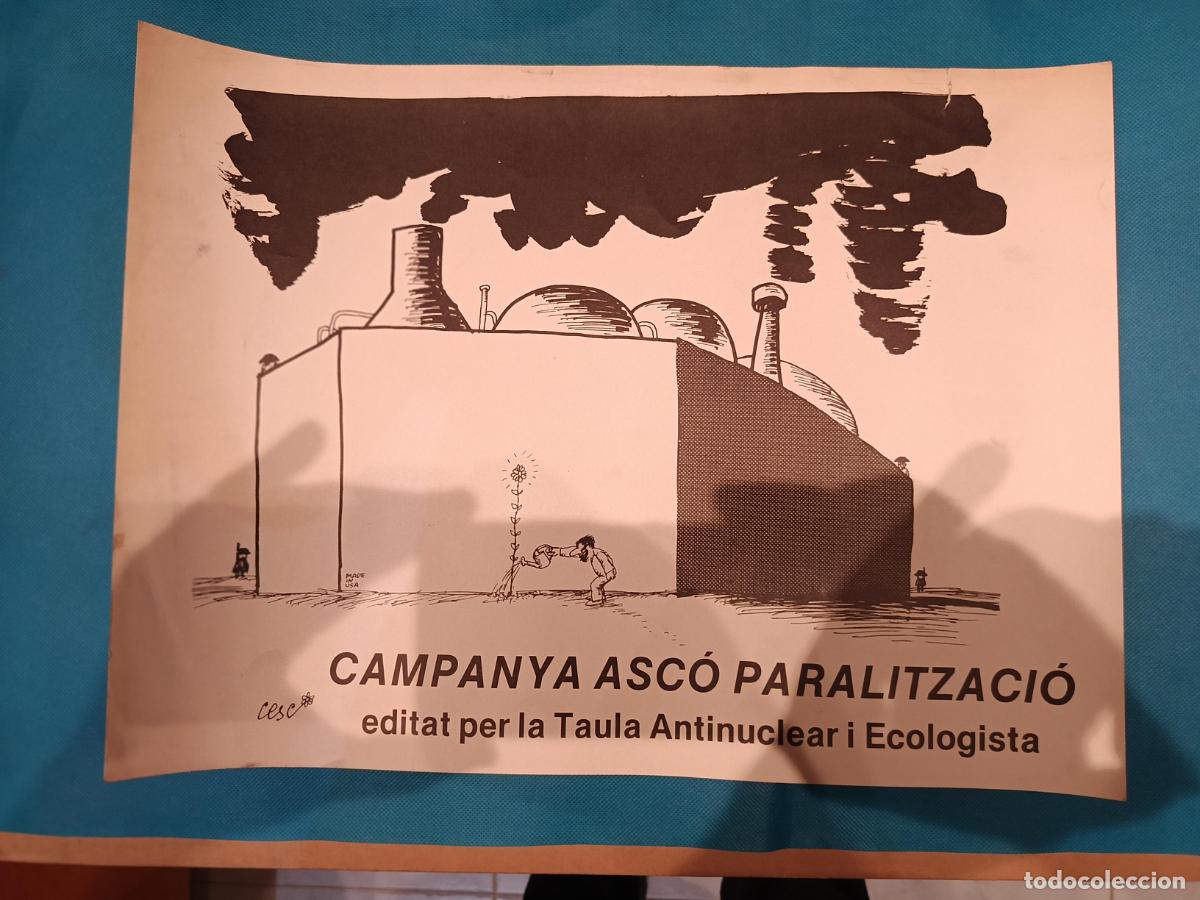 MADE
IN
USA
CAMPANYA ASCÓ PARALITZACIÓ
cesc
editat per la Taula Antinuclear i Ecologista
todocoleccion